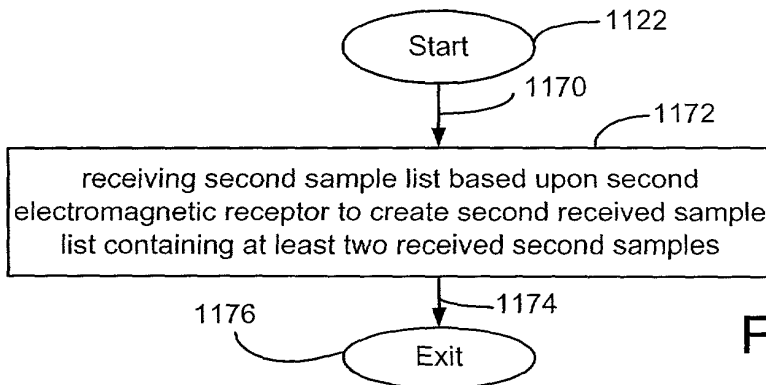 Start
1122
1170
1172
receiving second sample list based upon second
electromagnetic receptor to create second received sample
list containing at least two received second samples
1174
1176
Exit